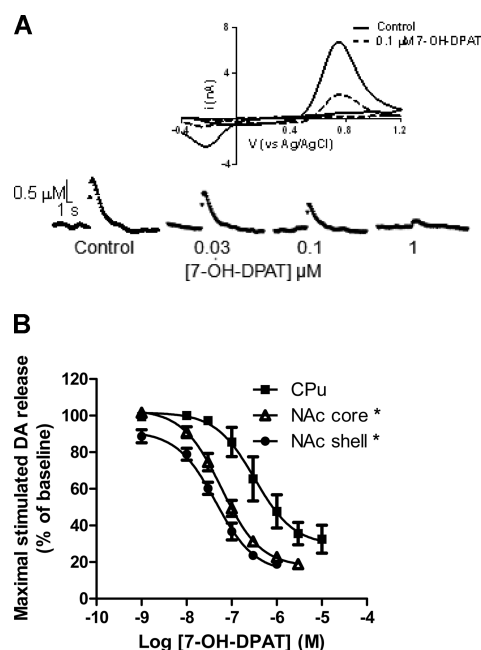 A
8
4
-4
i (nA)
Control
0.1 µM 7-OH-DPAT
-0.4
0.4
0.8
1.2
V (vs Ag/AgCl)
0.5 µM
1 s
Control
0.03
0.1
1
[7-OH-DPAT] µM
B
Maximal stimulated DA release
(% of baseline)
120
100
80
60
40
20
0
CPu
NAc core *
NAc shell *
-10
-9
-8
-7
-6
-5
-4
Log [7-OH-DPAT] (M)